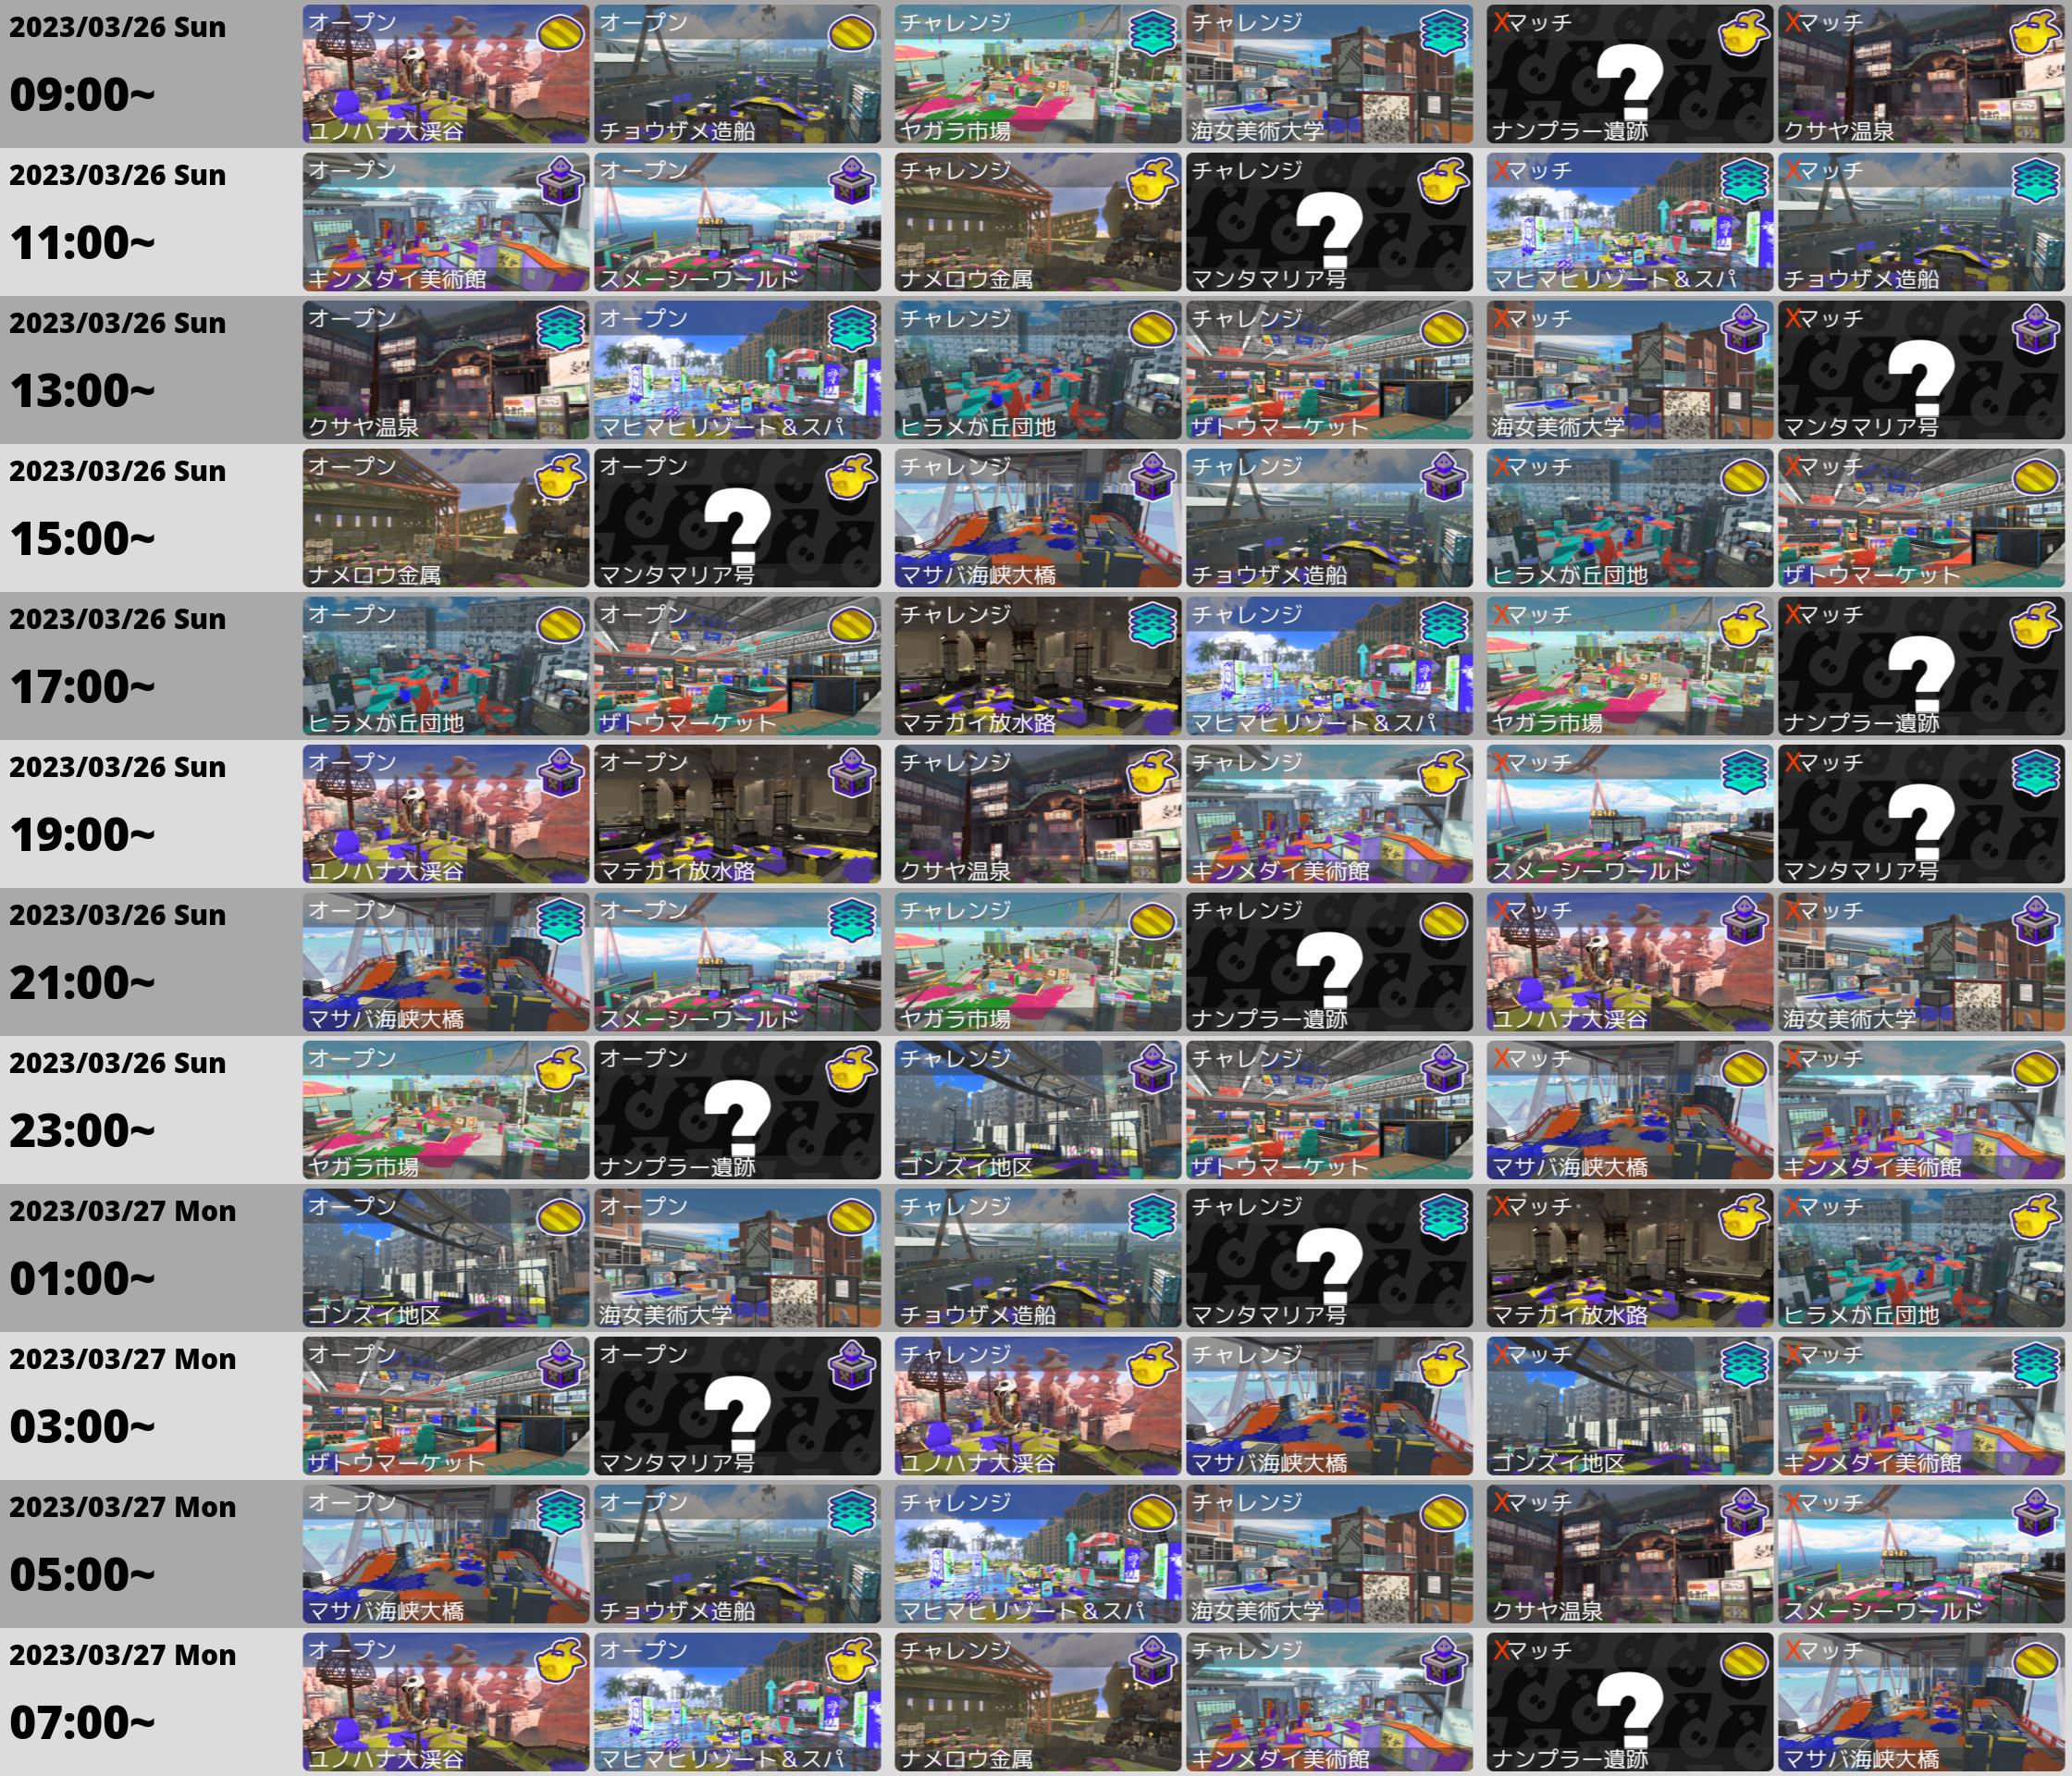 2023/03/26 Sun
09:00~
オープン
ユノハナ大渓谷
オープン
チョウザメ造船
チャレンジ
ヤガラ市場
チャレンジ
海女美術大学
Xマッチ
ナンプラー遺跡
Xマッチ
クサヤ温泉
2023/03/26 Sun
11:00~
オープン
キンメダイ美術館
オープン
スメーシーワールド
チャレンジ
ナメロウ金属
チャレンジ
マンタマリア号
Xマッチ
マヒマヒリゾート＆スパ
Xマッチ
チョウザメ造船
2023/03/26 Sun
13:00~
オープン
クサヤ温泉
オープン
マヒマヒリゾート＆スパ
チャレンジ
ヒラメが丘団地
チャレンジ
ザトウマーケット
Xマッチ
海女美術大学
Xマッチ
マンタマリア号
2023/03/26 Sun
15:00~
オープン
ナメロウ金属
オープン
マンタマリア号
チャレンジ
マサバ海峡大橋
チャレンジ
チョウザメ造船
Xマッチ
ヒラメが丘団地
Xマッチ
ザトウマーケット
2023/03/26 Sun
17:00~
オープン
ヒラメが丘団地
オープン
ザトウマーケット
チャレンジ
マテガイ放水路
チャレンジ
マヒマヒリゾート＆スパ
Xマッチ
ヤガラ市場
Xマッチ
ナンプラー遺跡
2023/03/26 Sun
19:00~
オープン
ユノハナ大渓谷
オープン
マテガイ放水路
チャレンジ
クサヤ温泉
チャレンジ
キンメダイ美術館
Xマッチ
スメーシーワールド
Xマッチ
マンタマリア号
2023/03/26 Sun
21:00~
オープン
マサバ海峡大橋
オープン
スメーシーワールド
チャレンジ
ヤガラ市場
チャレンジ
ナンプラー遺跡
Xマッチ
ユノハナ大渓谷
Xマッチ
海女美術大学
2023/03/26 Sun
23:00~
オープン
ヤガラ市場
オープン
ナンプラー遺跡
チャレンジ
ゴンズイ地区
チャレンジ
ザトウマーケット
Xマッチ
マサバ海峡大橋
Xマッチ
キンメダイ美術館
2023/03/27 Mon
01:00~
オープン
ゴンズイ地区
オープン
海女美術大学
チャレンジ
チョウザメ造船
チャレンジ
マンタマリア号
Xマッチ
マテガイ放水路
Xマッチ
ヒラメが丘団地
2023/03/27 Mon
03:00~
オープン
ザトウマーケット
オープン
マンタマリア号
チャレンジ
ユノハナ大渓谷
チャレンジ
マサバ海峡大橋
Xマッチ
ゴンズイ地区
Xマッチ
キンメダイ美術館
2023/03/27 Mon
05:00~
オープン
マサバ海峡大橋
オープン
チョウザメ造船
チャレンジ
マヒマヒリゾート＆スパ
チャレンジ
海女美術大学
Xマッチ
クサヤ温泉
Xマッチ
スメーシーワールド
2023/03/27 Mon
07:00~
オープン
ユノハナ大渓谷
オープン
マヒマヒリゾート＆スパ
チャレンジ
ナメロウ金属
チャレンジ
キンメダイ美術館
Xマッチ
ナンプラー遺跡
Xマッチ
マサバ海峡大橋